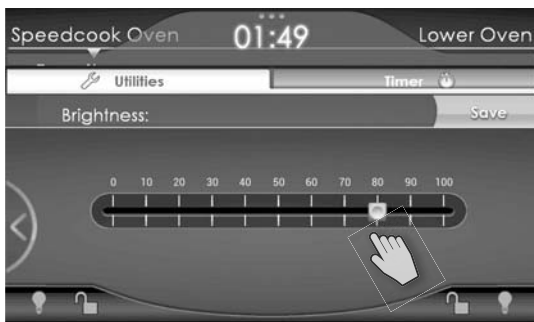 Speedcook Oven 01:49 Lower Oven
Utilities Timer
Brightness: Save
0 10 20 30 40 50 60 70 80 90 100